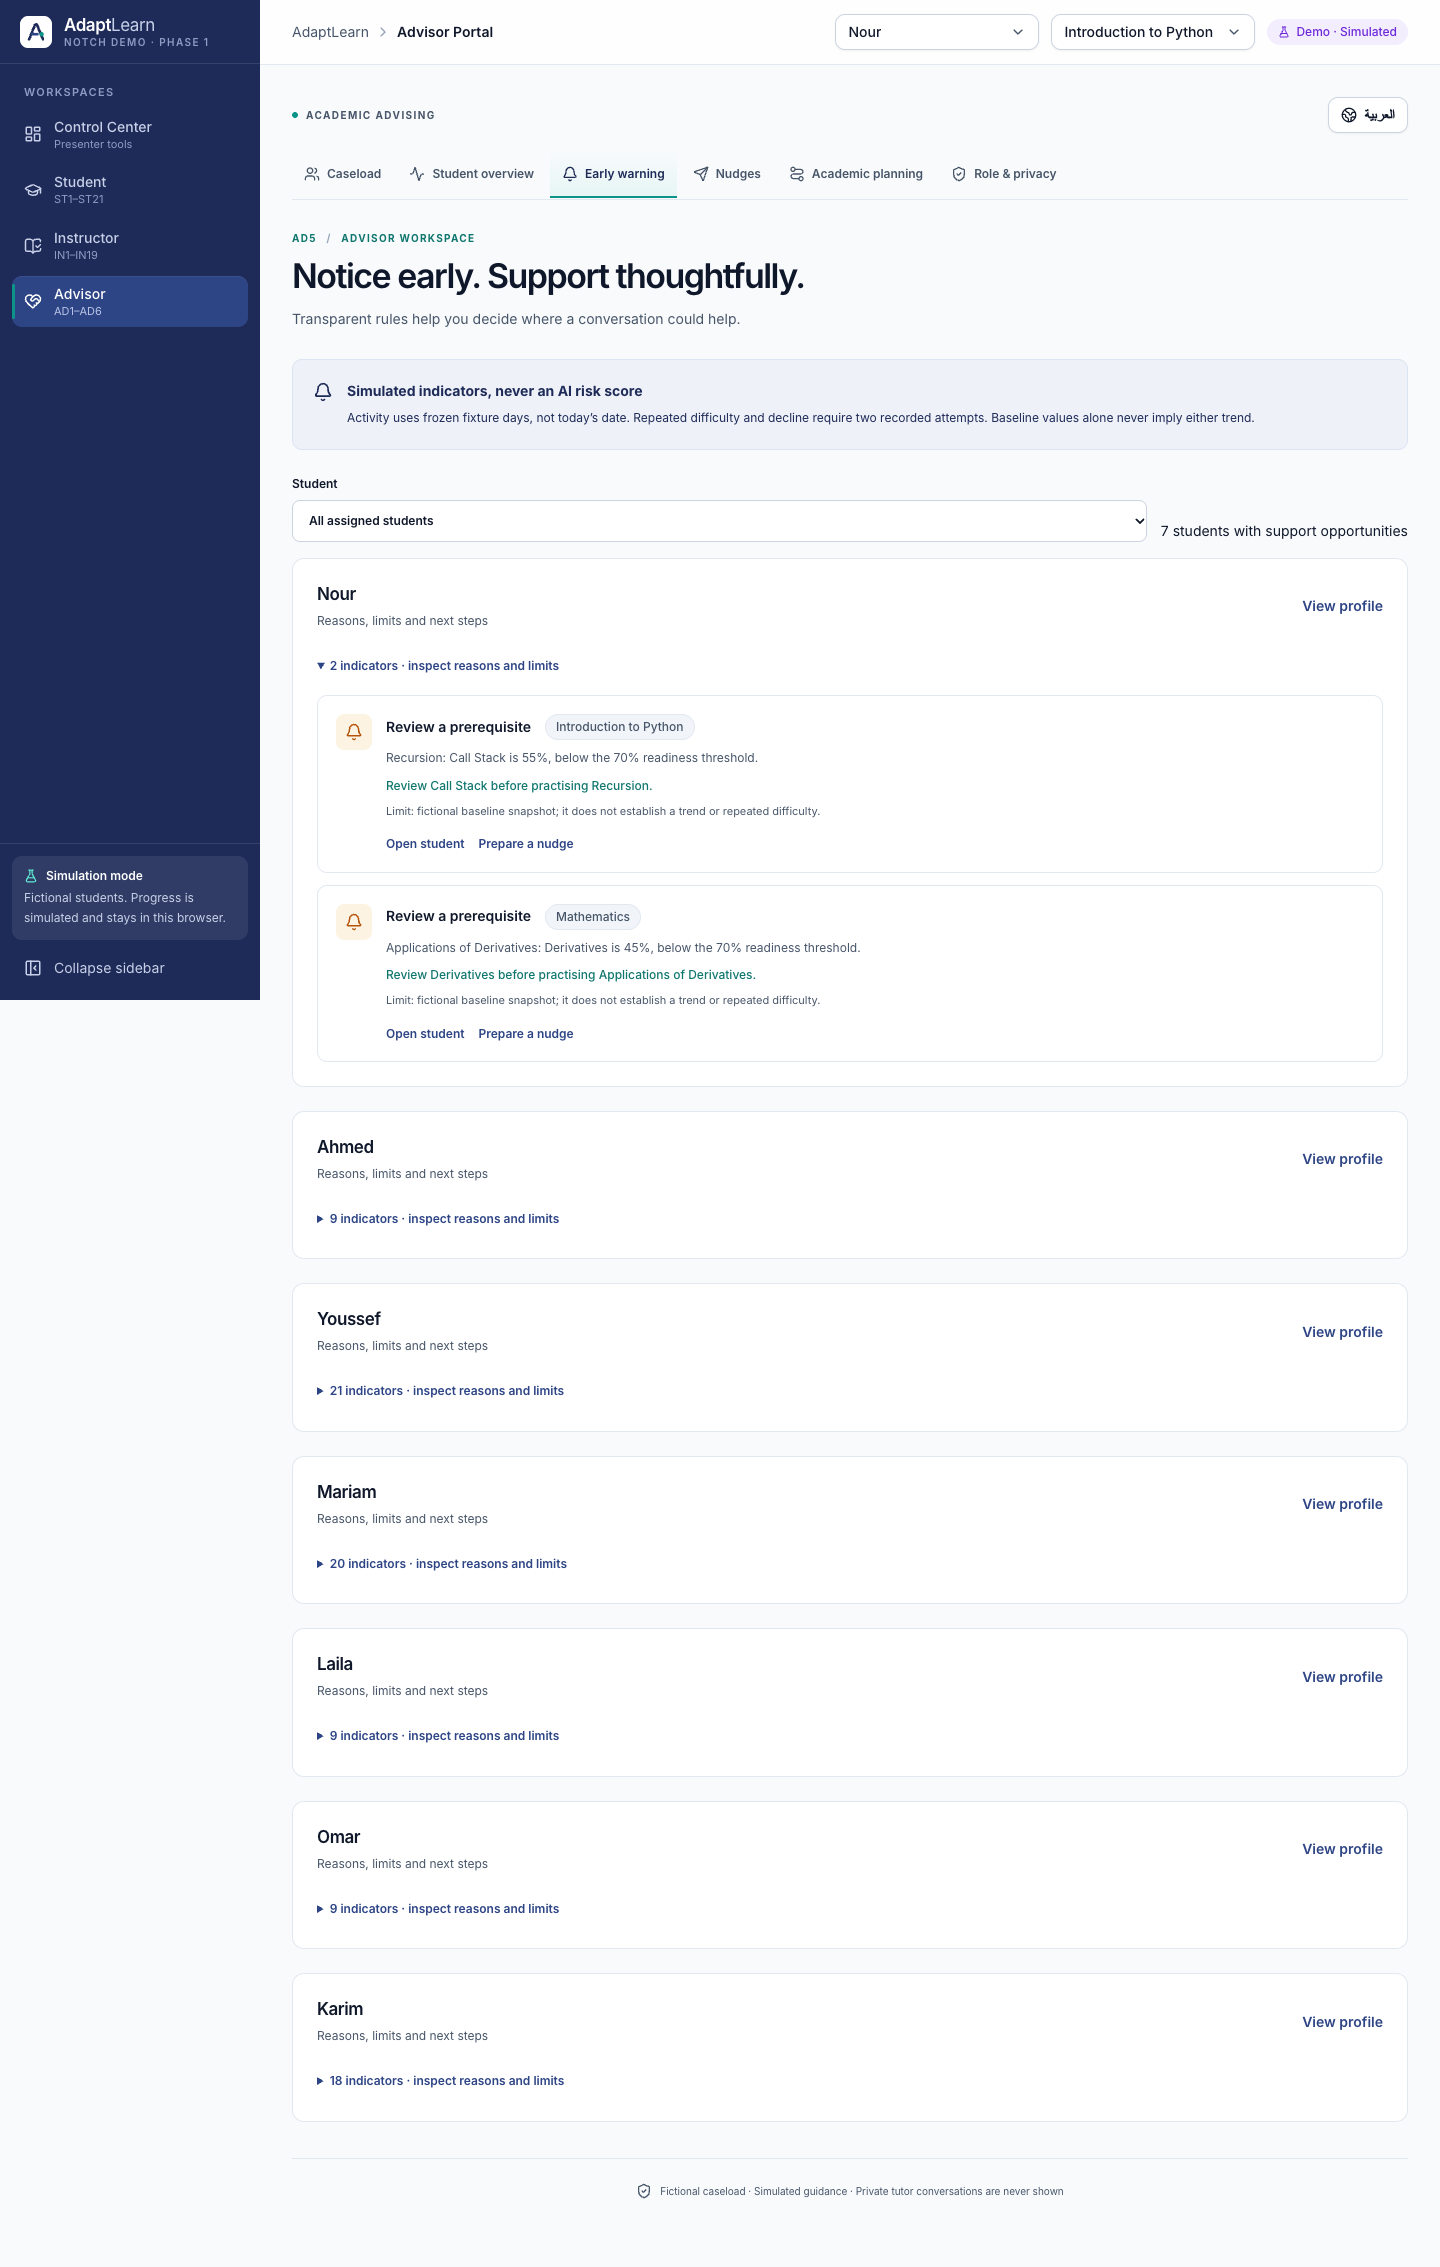 AdaptLearn
NOTCH DEMO · PHASE 1
WORKSPACES
Control Center
Presenter tools
Student
ST1–ST21
Instructor
IN1–IN19
Advisor
AD1–AD6
Simulation mode
Fictional students. Progress is
simulated and stays in this browser.
Collapse sidebar
AdaptLearn
Advisor Portal
Nour
Introduction to Python
Demo · Simulated
ACADEMIC ADVISING
العربية
Caseload
Student overview
Early warning
Nudges
Academic planning
Role & privacy
AD5 / ADVISOR WORKSPACE
Notice early. Support thoughtfully.
Transparent rules help you decide where a conversation could help.
Simulated indicators, never an AI risk score
Activity uses frozen fixture days, not today’s date. Repeated difficulty and decline require two recorded attempts. Baseline values alone never imply either trend.
Student
All assigned students
7 students with support opportunities
Nour
Reasons, limits and next steps
View profile
2 indicators · inspect reasons and limits
Review a prerequisite
Introduction to Python
Recursion: Call Stack is 55%, below the 70% readiness threshold.
Review Call Stack before practising Recursion.
Limit: fictional baseline snapshot; it does not establish a trend or repeated difficulty.
Open student
Prepare a nudge
Review a prerequisite
Mathematics
Applications of Derivatives: Derivatives is 45%, below the 70% readiness threshold.
Review Derivatives before practising Applications of Derivatives.
Limit: fictional baseline snapshot; it does not establish a trend or repeated difficulty.
Open student
Prepare a nudge
Ahmed
Reasons, limits and next steps
View profile
9 indicators · inspect reasons and limits
Youssef
Reasons, limits and next steps
View profile
21 indicators · inspect reasons and limits
Mariam
Reasons, limits and next steps
View profile
20 indicators · inspect reasons and limits
Laila
Reasons, limits and next steps
View profile
9 indicators · inspect reasons and limits
Omar
Reasons, limits and next steps
View profile
9 indicators · inspect reasons and limits
Karim
Reasons, limits and next steps
View profile
18 indicators · inspect reasons and limits
Fictional caseload · Simulated guidance · Private tutor conversations are never shown